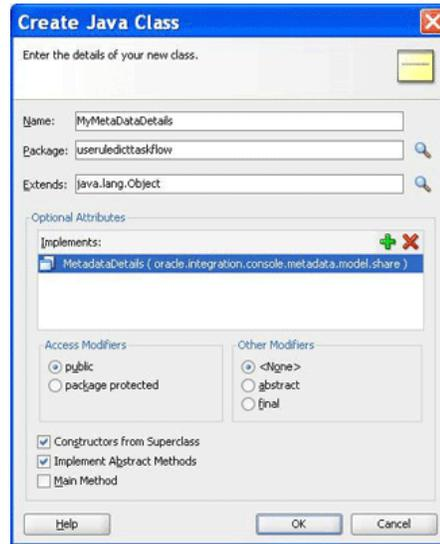 Create Java Class
Enter the details of your new class.
Name: MyMetaDataDetails
Package: useruledicttaskflow
Extends: java.lang.Object
Optional Attributes
Implements:
MetadataDetails ( oracle.integration.console.metadata.model.share )
Access Modifiers
public
package protected
Other Modifiers
<None>
abstract
final
Constructors from Superclass
Implement Abstract Methods
Main Method
Help
OK
Cancel